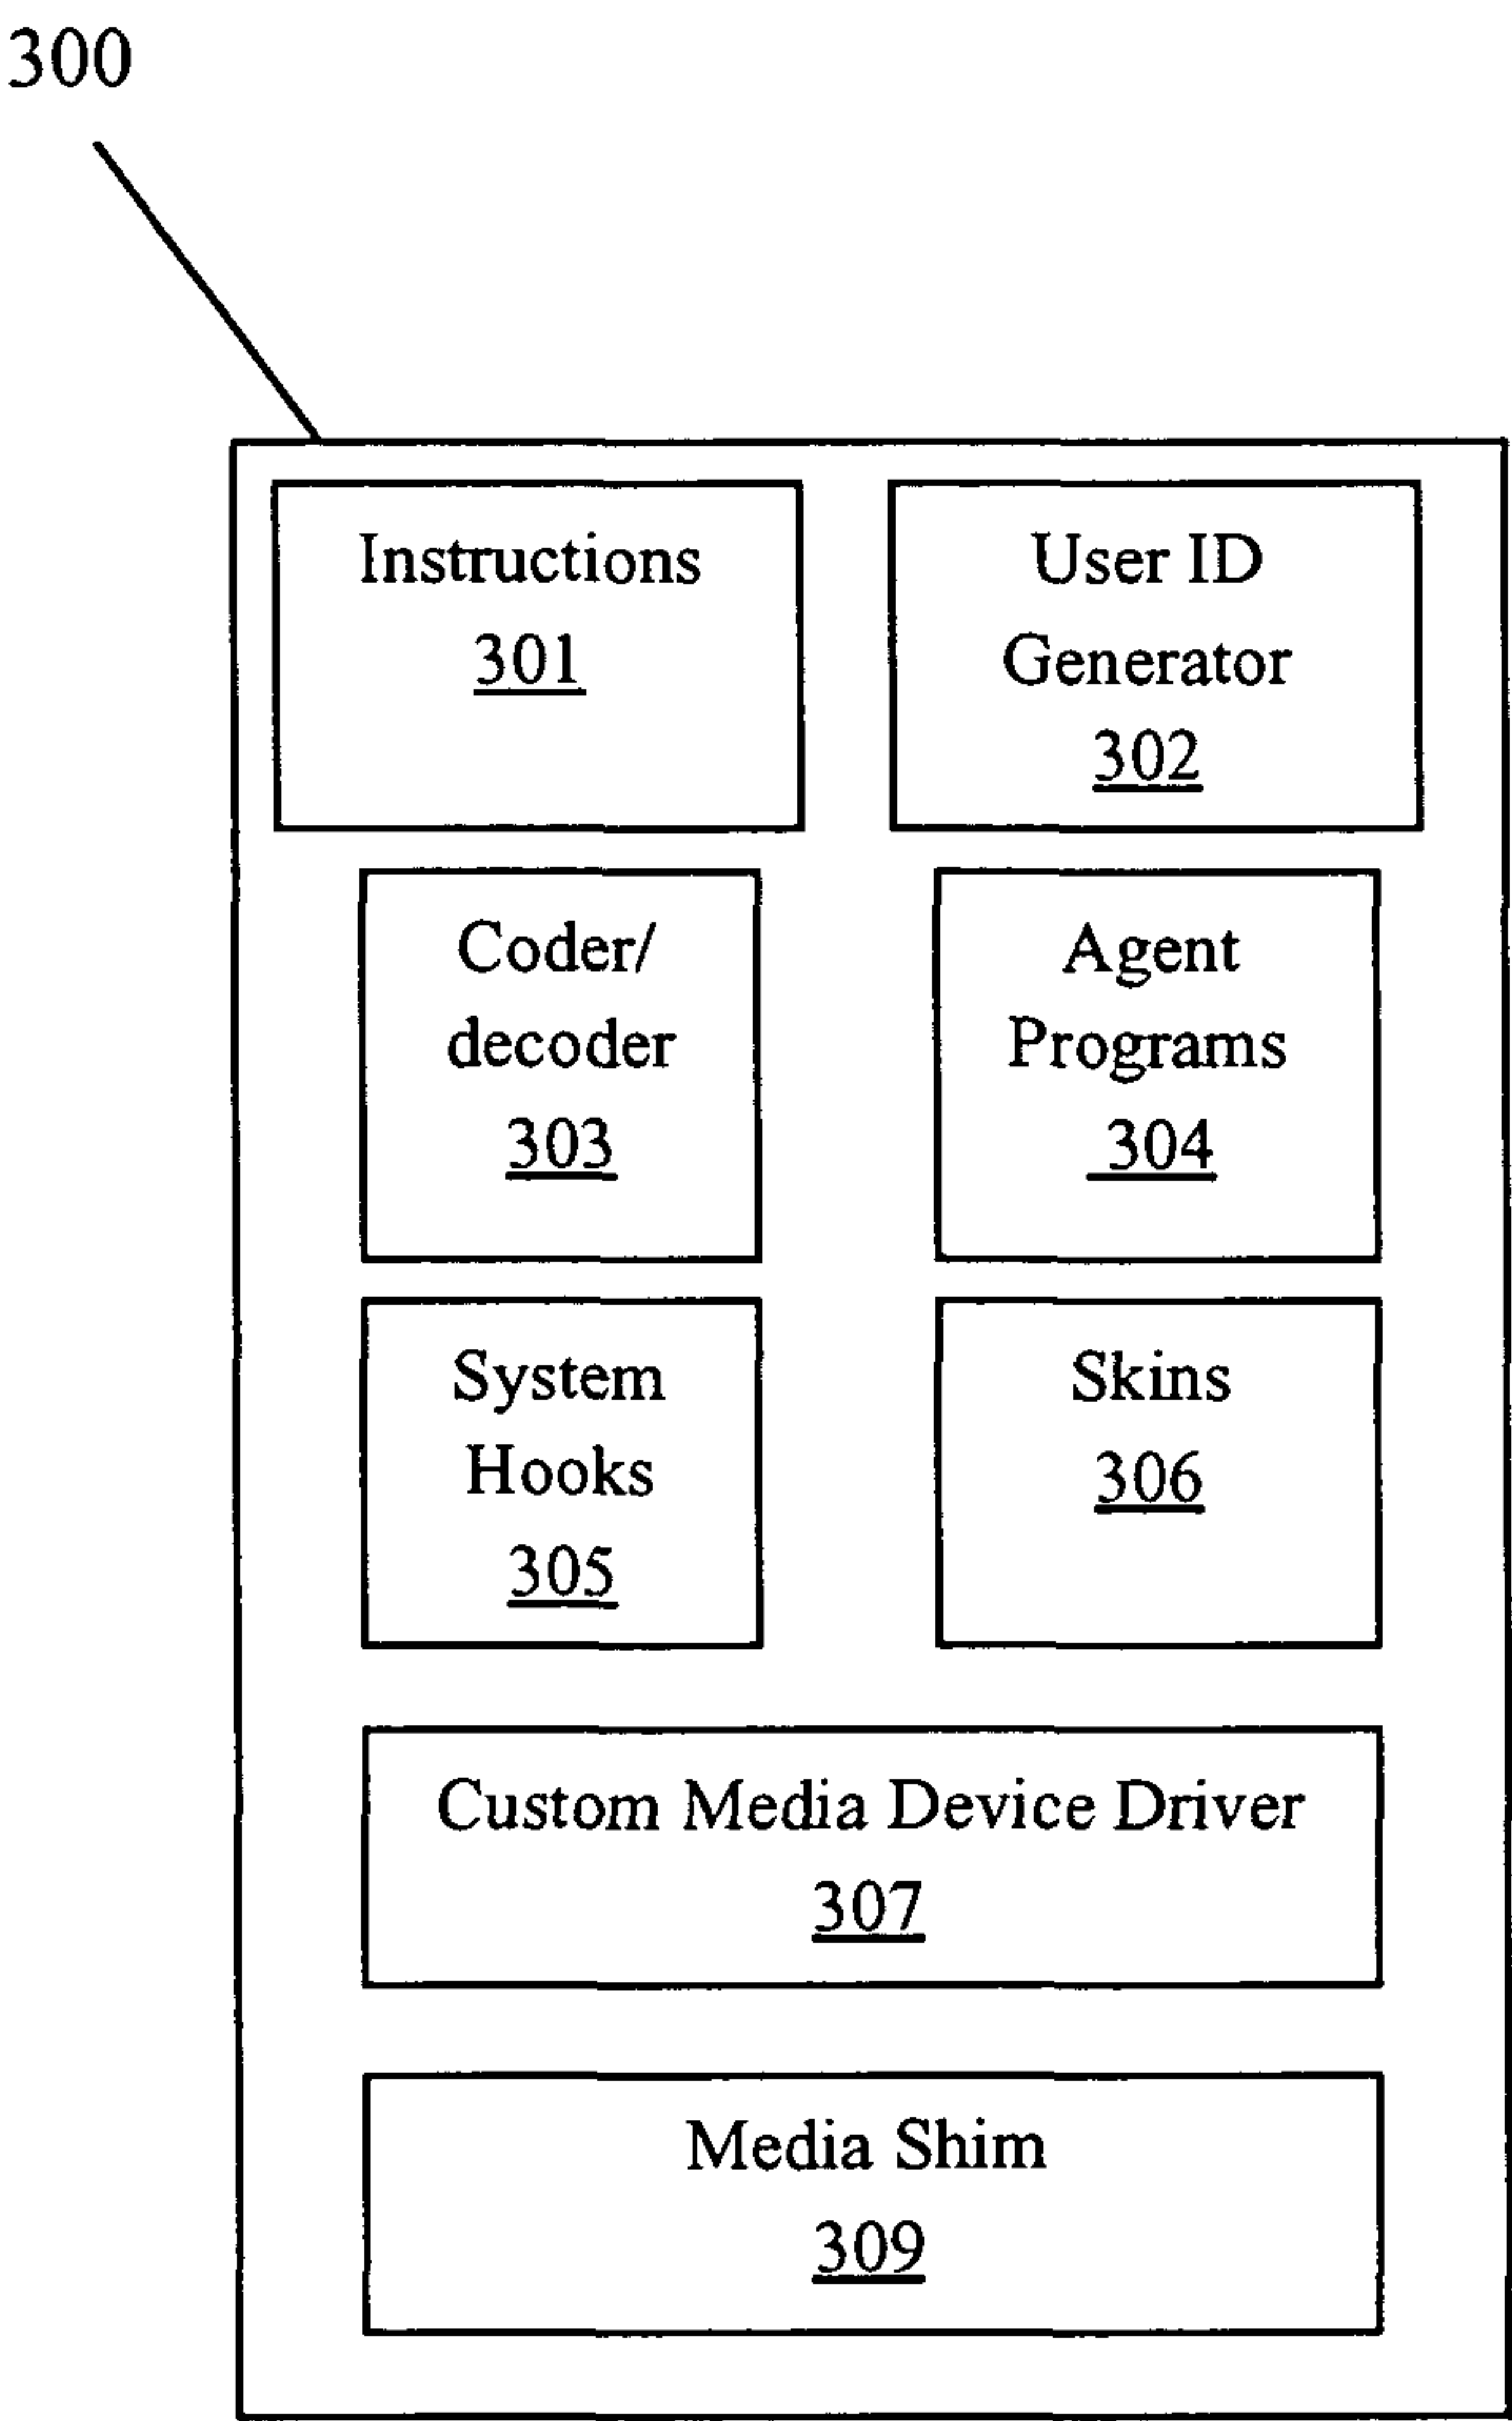 300
Instructions
301
User ID
Generator
302
Coder/
decoder
303
Agent
Programs
304
System
Hooks
305
Skins
306
Custom Media Device Driver
307
Media Shim
309